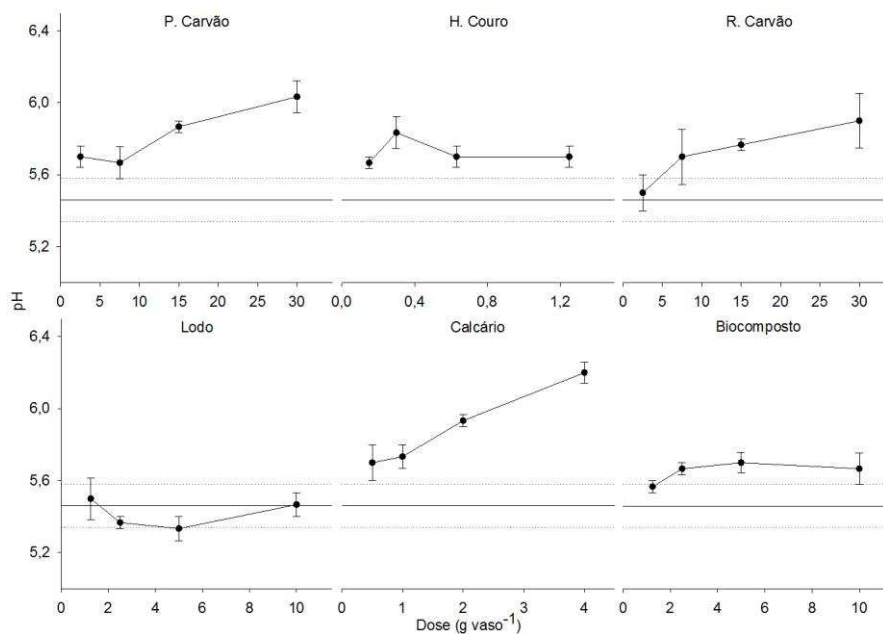 P. Carvão H. Couro R. Carvão
6,4
6,0
5,6
5,2
0 5 10 15 20 25 30 0,0 0,4 0,8 1,2 0 5 10 15 20 25 30
pH
Lodo Calcário Biocomposto
6,4
6,0
5,6
5,2
0 2 4 6 8 10 0 1 2 3 4 0 2 4 6 8 10
Dose (g vaso⁻¹)